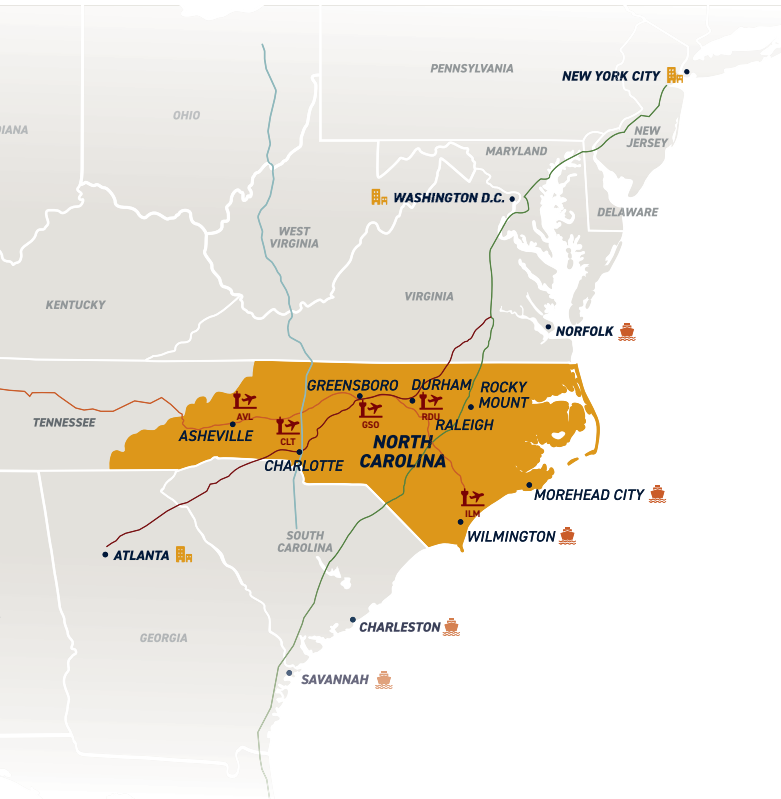 PENNSYLVANIA
NEW YORK CITY
OHIO
IANA
NEW
JERSEY
MARYLAND
WASHINGTON D.C.
DELAWARE
WEST
VIRGINIA
VIRGINIA
KENTUCKY
NORFOLK
GREENSBORO
DURHAM
ROCKY
MOUNT
AVL
GSO
RDU
TENNESSEE
ASHEVILLE
CLT
RALEIGH
NORTH
CAROLINA
CHARLOTTE
MOREHEAD CITY
ILM
WILMINGTON
SOUTH
CAROLINA
ATLANTA
CHARLESTON
GEORGIA
SAVANNAH